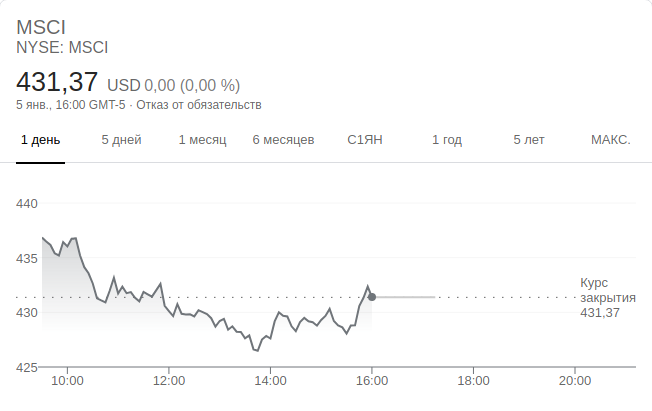 MSCI
NYSE: MSCI
431,37 USD 0,00 (0,00 %)
5 янв., 16:00 GMT-5 · Отказ от обязательств
1 день 5 дней 1 месяц 6 месяцев С1ЯН 1 год 5 лет МАКС.
440
435
430
425
Курс
закрытия
431,37
10:00 12:00 14:00 16:00 18:00 20:00